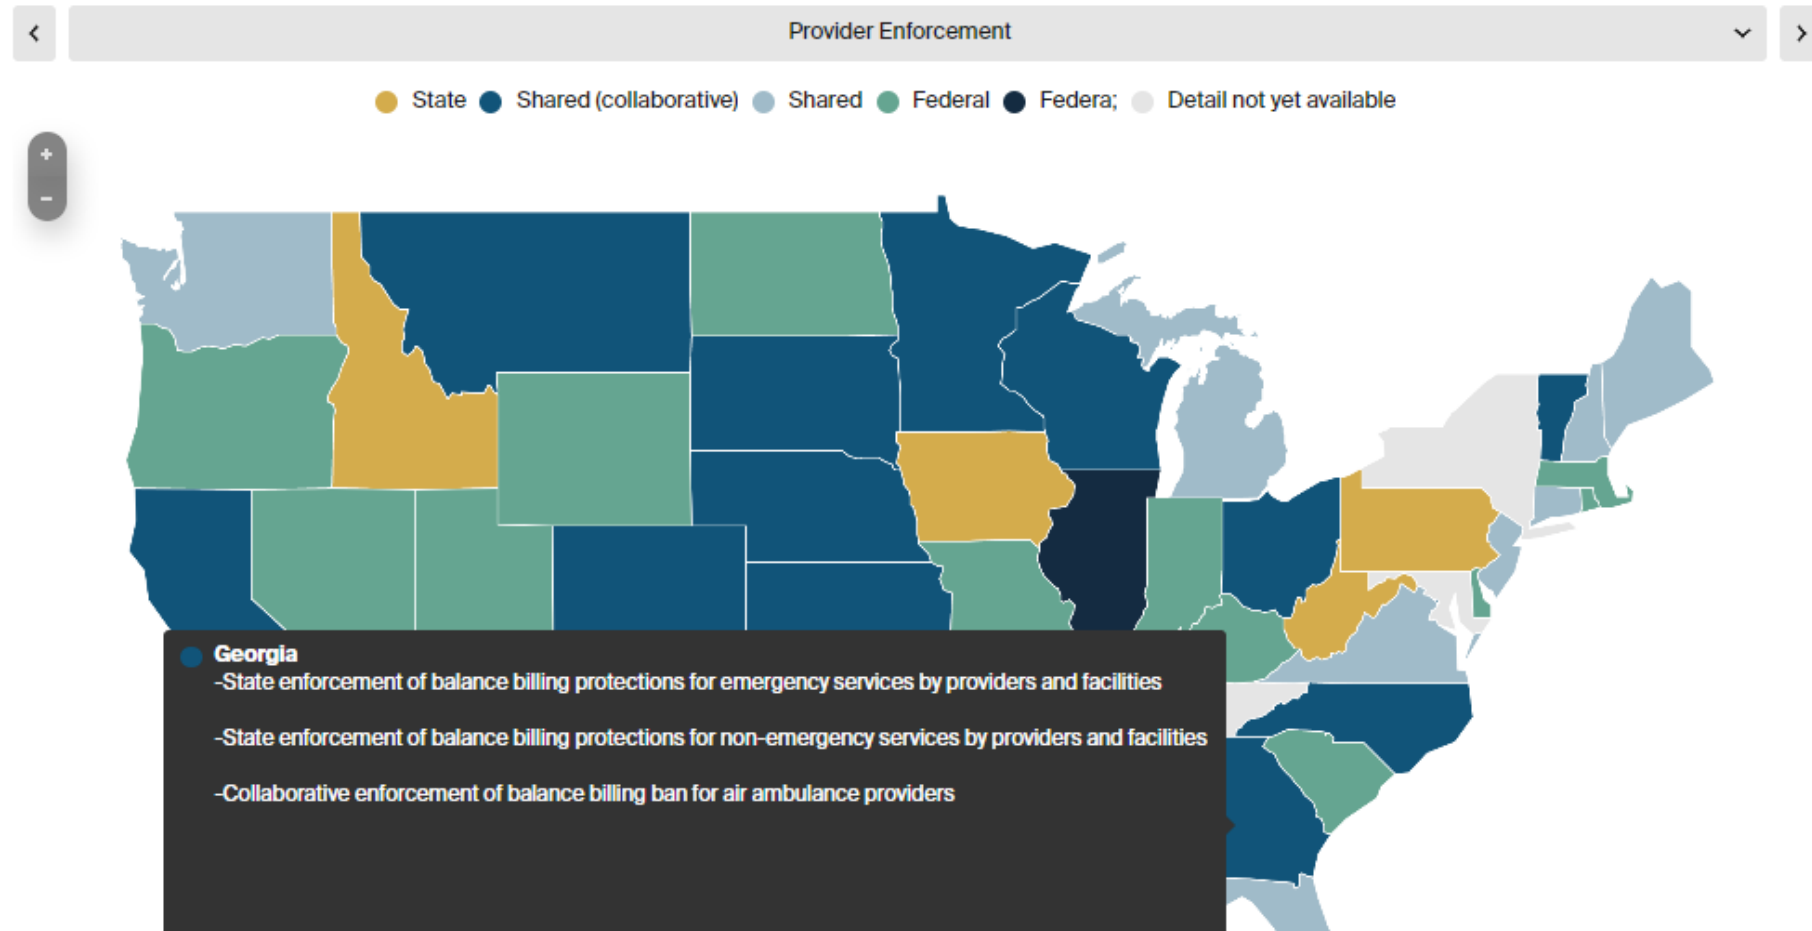 Provider Enforcement
State Shared (collaborative) Shared Federal Federa; Detail not yet available
+
-
Georgia
-State enforcement of balance billing protections for emergency services by providers and facilities
-State enforcement of balance billing protections for non-emergency services by providers and facilities
-Collaborative enforcement of balance billing ban for air ambulance providers